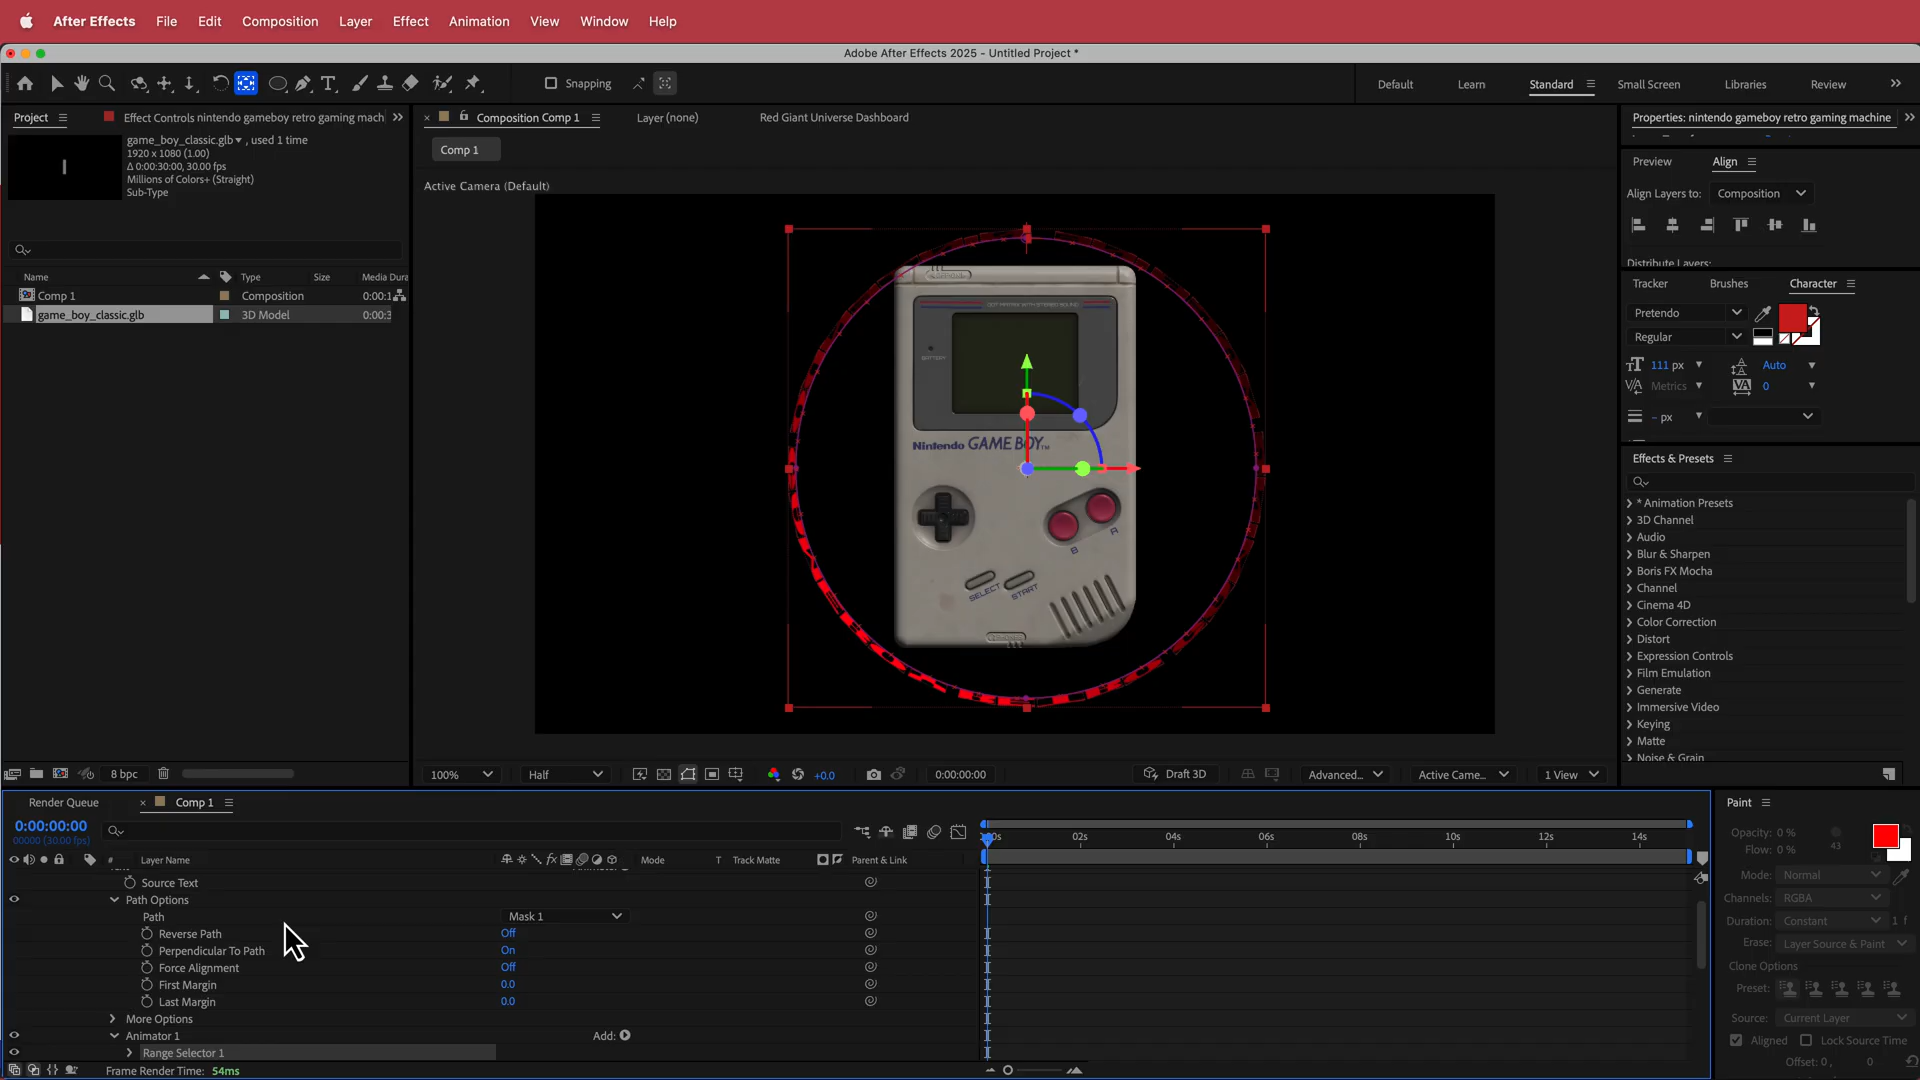 After Effects File Edit Composition Layer Effect Animation View Window Help
Adobe After Effects 2025 - Untitled Project *
Snapping
Default Learn Standard Small Screen Libraries Review
Project Effect Controls nintendo gameboy retro gaming mach
game_boy_classic.glb , used 1 time
1920 x 1080 (1.00)
Δ 0:00:30:00, 30.00 fps
Millions of Colors+ (Straight)
Sub-Type
Name Type Size Media Dura
Comp 1 Composition 0:00:1
game_boy_classic.glb 3D Model 0:00:3
8 bpc
Composition Comp 1 Layer (none) Red Giant Universe Dashboard
Comp 1
Active Camera (Default)
DOT MATRIX WITH STEREO SOUND
BATTERY
Nintendo GAME BOY TM
B A
SELECT START
100% Half +0.0 0:00:00:00 Draft 3D Advanced... Active Came... 1 View
Properties: nintendo gameboy retro gaming machine
Preview Align
Align Layers to: Composition
Distribute Layers:
Tracker Brushes Character
Pretendo
Regular
111 px Auto
Metrics 0
- px
Effects & Presets
* Animation Presets
3D Channel
Audio
Blur & Sharpen
Boris FX Mocha
Channel
Cinema 4D
Color Correction
Distort
Expression Controls
Film Emulation
Generate
Immersive Video
Keying
Matte
Noise & Grain
Render Queue Comp 1
0:00:00:00
00000 (30.00 fps)
# Layer Name fx Mode T Track Matte Parent & Link
Source Text
Path Options
Path Mask 1
Reverse Path Off
Perpendicular To Path On
Force Alignment Off
First Margin 0.0
Last Margin 0.0
More Options
Animator 1 Add:
Range Selector 1
Frame Render Time: 54ms
02s 04s 06s 08s 10s 12s 14s
Paint
Opacity: 0 %
Flow: 0 % 43
Mode: Normal
Channels: RGBA
Duration: Constant 1 f
Erase: Layer Source & Paint
Clone Options
Preset:
Source: Current Layer
Aligned Lock Source Time
Offset: 0 , 0 0